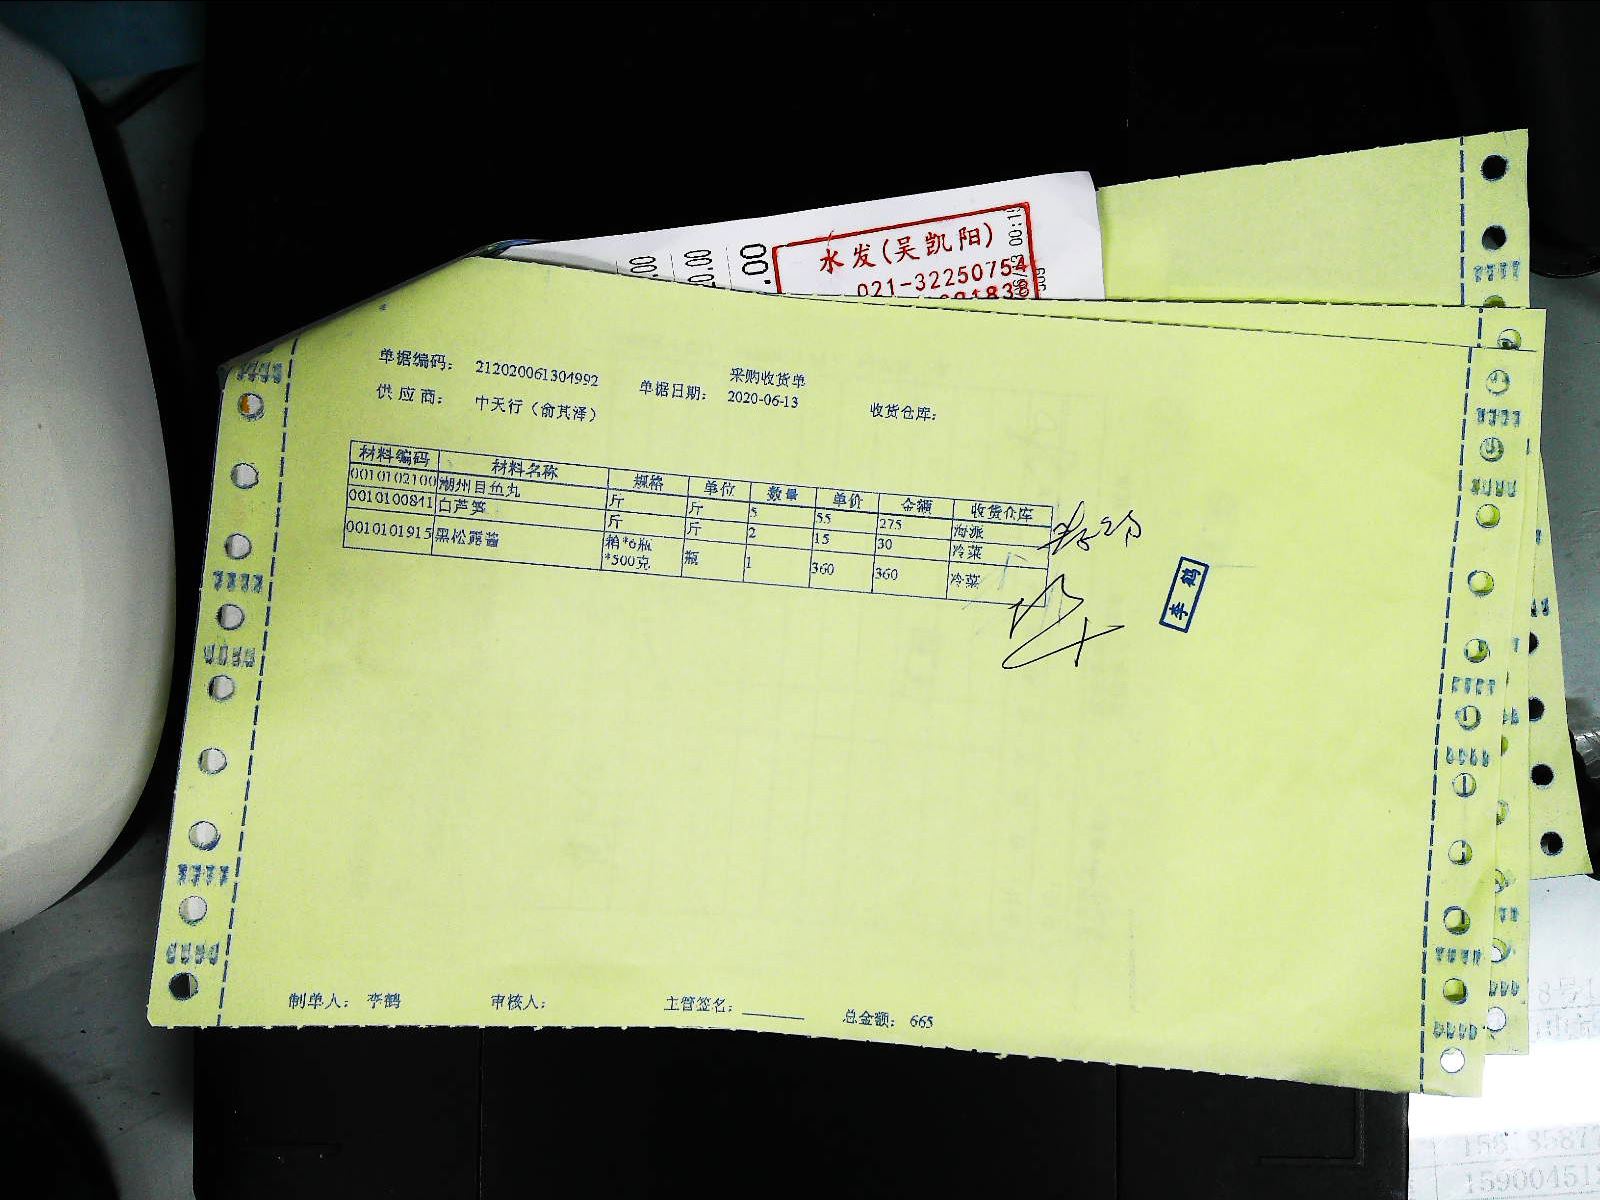 .00
0.00
.00
水发(吴凯阳)
021-32250754
采购收货单
单据编码: 212020061304992 单据日期: 2020-06-13 收货仓库:
供应商: 中天行(俞芃泽)
材料编码 材料名称 规格 单位 数量 单价 金额 收货仓库
0010102100 潮州目鱼丸 斤 斤 5 55 275 海派
0010100841 白芦笋 斤 斤 2 15 30 冷菜
0010101915 黑松露酱 箱*6瓶 瓶 1 360 360 冷菜
*500克
李鹤
制单人: 李鹤 审核人: 主管签名: 总金额: 665